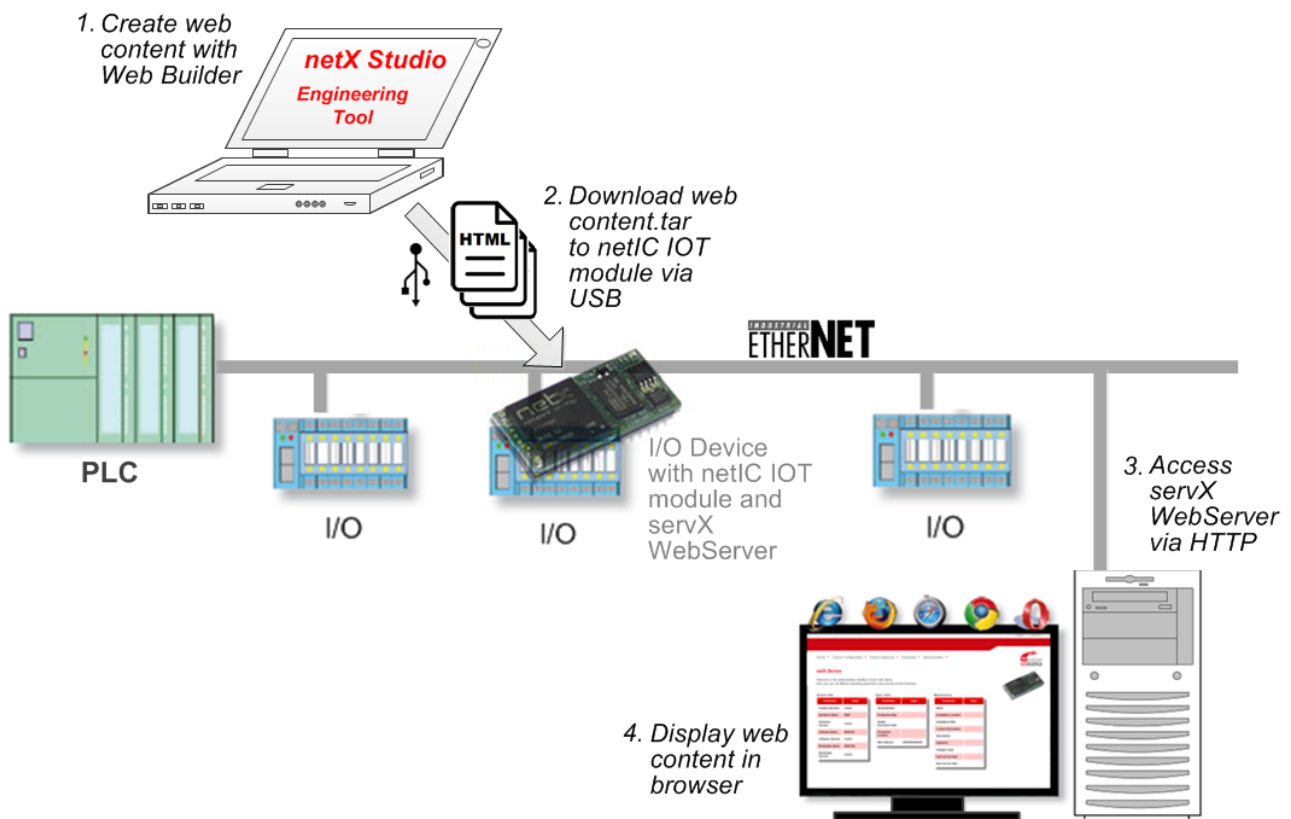 1. Create web
content with
Web Builder
netX Studio
Engineering
Tool
2. Download web
content.tar
to netIC IOT
module via
USB
HTML
INDUSTRIAL
ETHERNET
netX
PLC
I/O
I/O
I/O Device
with netIC IOT
module and
servX
WebServer
I/O
3. Access
servX
WebServer
via HTTP
netX Device
4. Display web
content in
browser